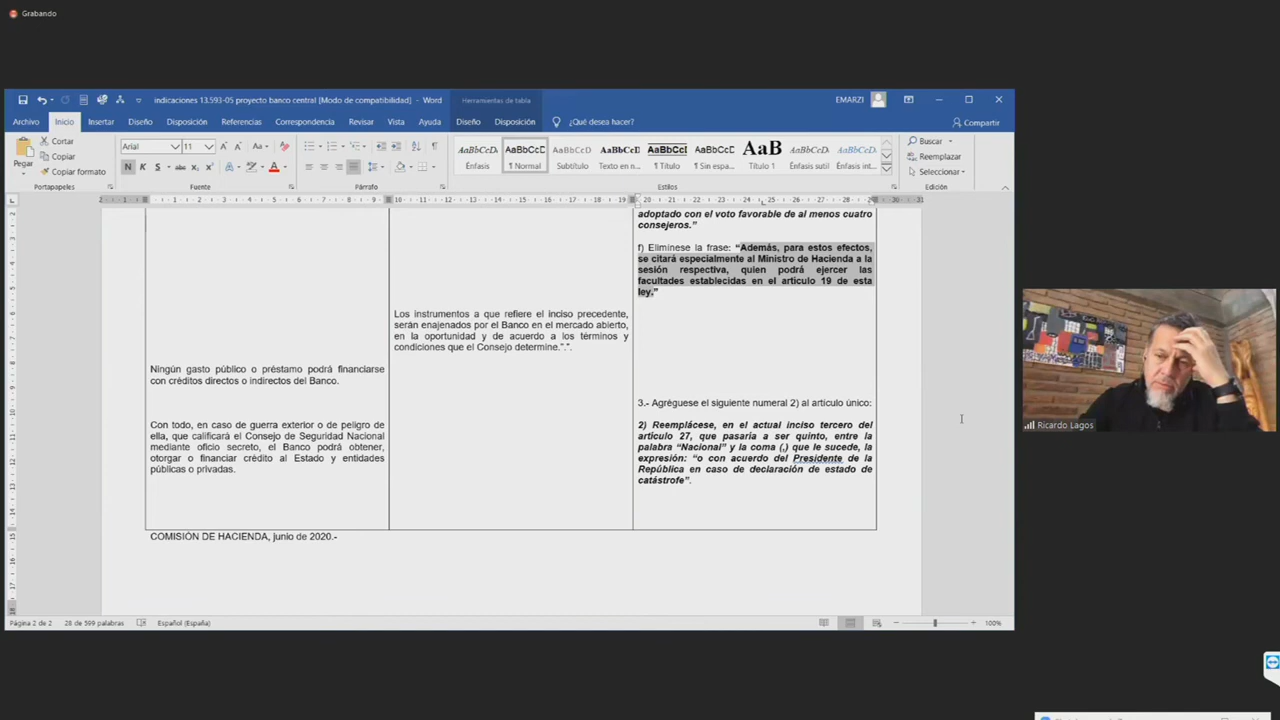 Grabando
indicaciones 13.593-05 proyecto banco central [Modo de compatibilidad] - Word
Herramientas de tabla
EMARZI
Archivo Inicio Insertar Diseño Disposición Referencias Correspondencia Revisar Vista Ayuda Diseño Disposición ¿Qué desea hacer? Compartir
Pegar
Cortar
Copiar
Copiar formato
Portapapeles
Arial 11
N K S abc x₂ x²
Fuente
Párrafo
AaBbCcD AaBbCcD AaBbCcD AaBbCcD AaBbCcD AaBbCcD AaB AaBbCcD AaBbCcD
Énfasis ¶ Normal Subtítulo Texto en n... ¶ Título ¶ Sin espa... Título 1 Énfasis sutil Énfasis int...
Estilos
Buscar
Reemplazar
Seleccionar
Edición
adoptado con el voto favorable de al menos cuatro
consejeros.”
f) Elimínese la frase: “Además, para estos efectos,
se citará especialmente al Ministro de Hacienda a la
sesión respectiva, quien podrá ejercer las
facultades establecidas en el artículo 19 de esta
ley.”
Los instrumentos a que refiere el inciso precedente,
serán enajenados por el Banco en el mercado abierto,
en la oportunidad y de acuerdo a los términos y
condiciones que el Consejo determine.”.”.
Ningún gasto público o préstamo podrá financiarse
con créditos directos o indirectos del Banco.
3.- Agréguese el siguiente numeral 2) al artículo único:
Con todo, en caso de guerra exterior o de peligro de
ella, que calificará el Consejo de Seguridad Nacional
mediante oficio secreto, el Banco podrá obtener,
otorgar o financiar crédito al Estado y entidades
públicas o privadas.
2) Reemplácese, en el actual inciso tercero del
artículo 27, que pasaría a ser quinto, entre la
palabra “Nacional” y la coma (,) que le sucede, la
expresión: “o con acuerdo del Presidente de la
República en caso de declaración de estado de
catástrofe”.
COMISIÓN DE HACIENDA, junio de 2020.-
Página 2 de 2 28 de 599 palabras Español (España)
100%
Ricardo Lagos